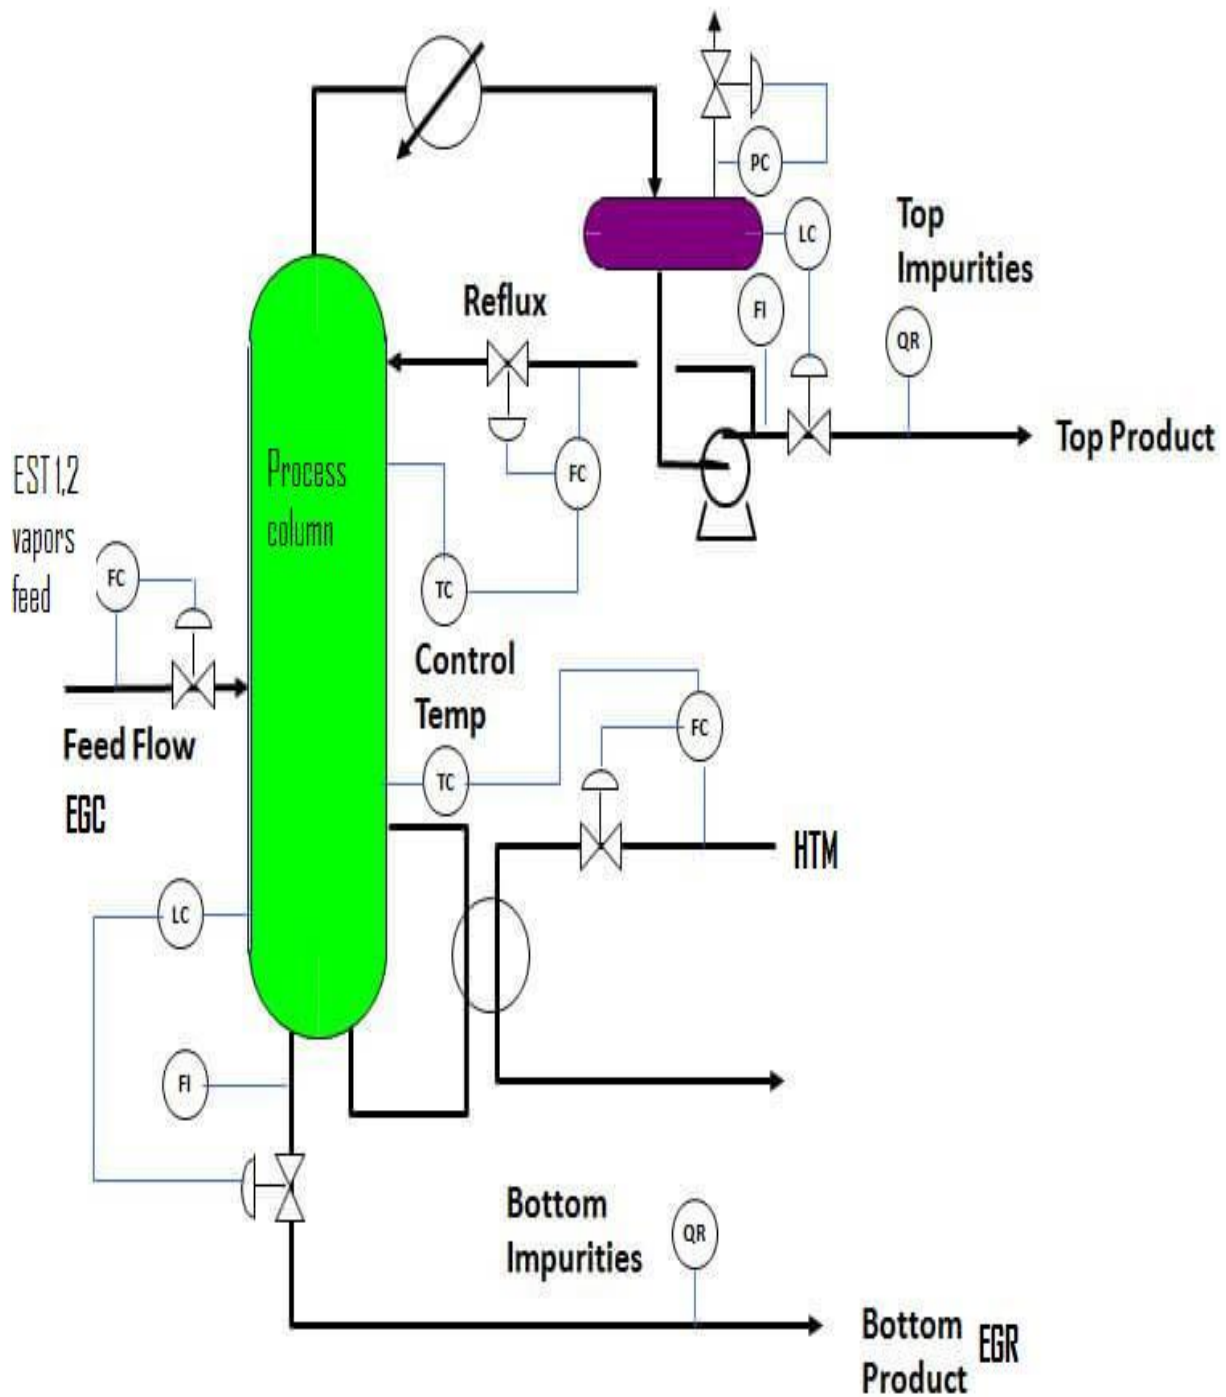 PC
LC
Top
Impurities
FI
QR
Reflux
Top Product
FC
TC
Process
column
EST 1,2
vapors
feed
FC
Feed Flow
EGC
Control
Temp
TC
FC
HTM
LC
FI
Bottom
Impurities
QR
Bottom
Product
EGR